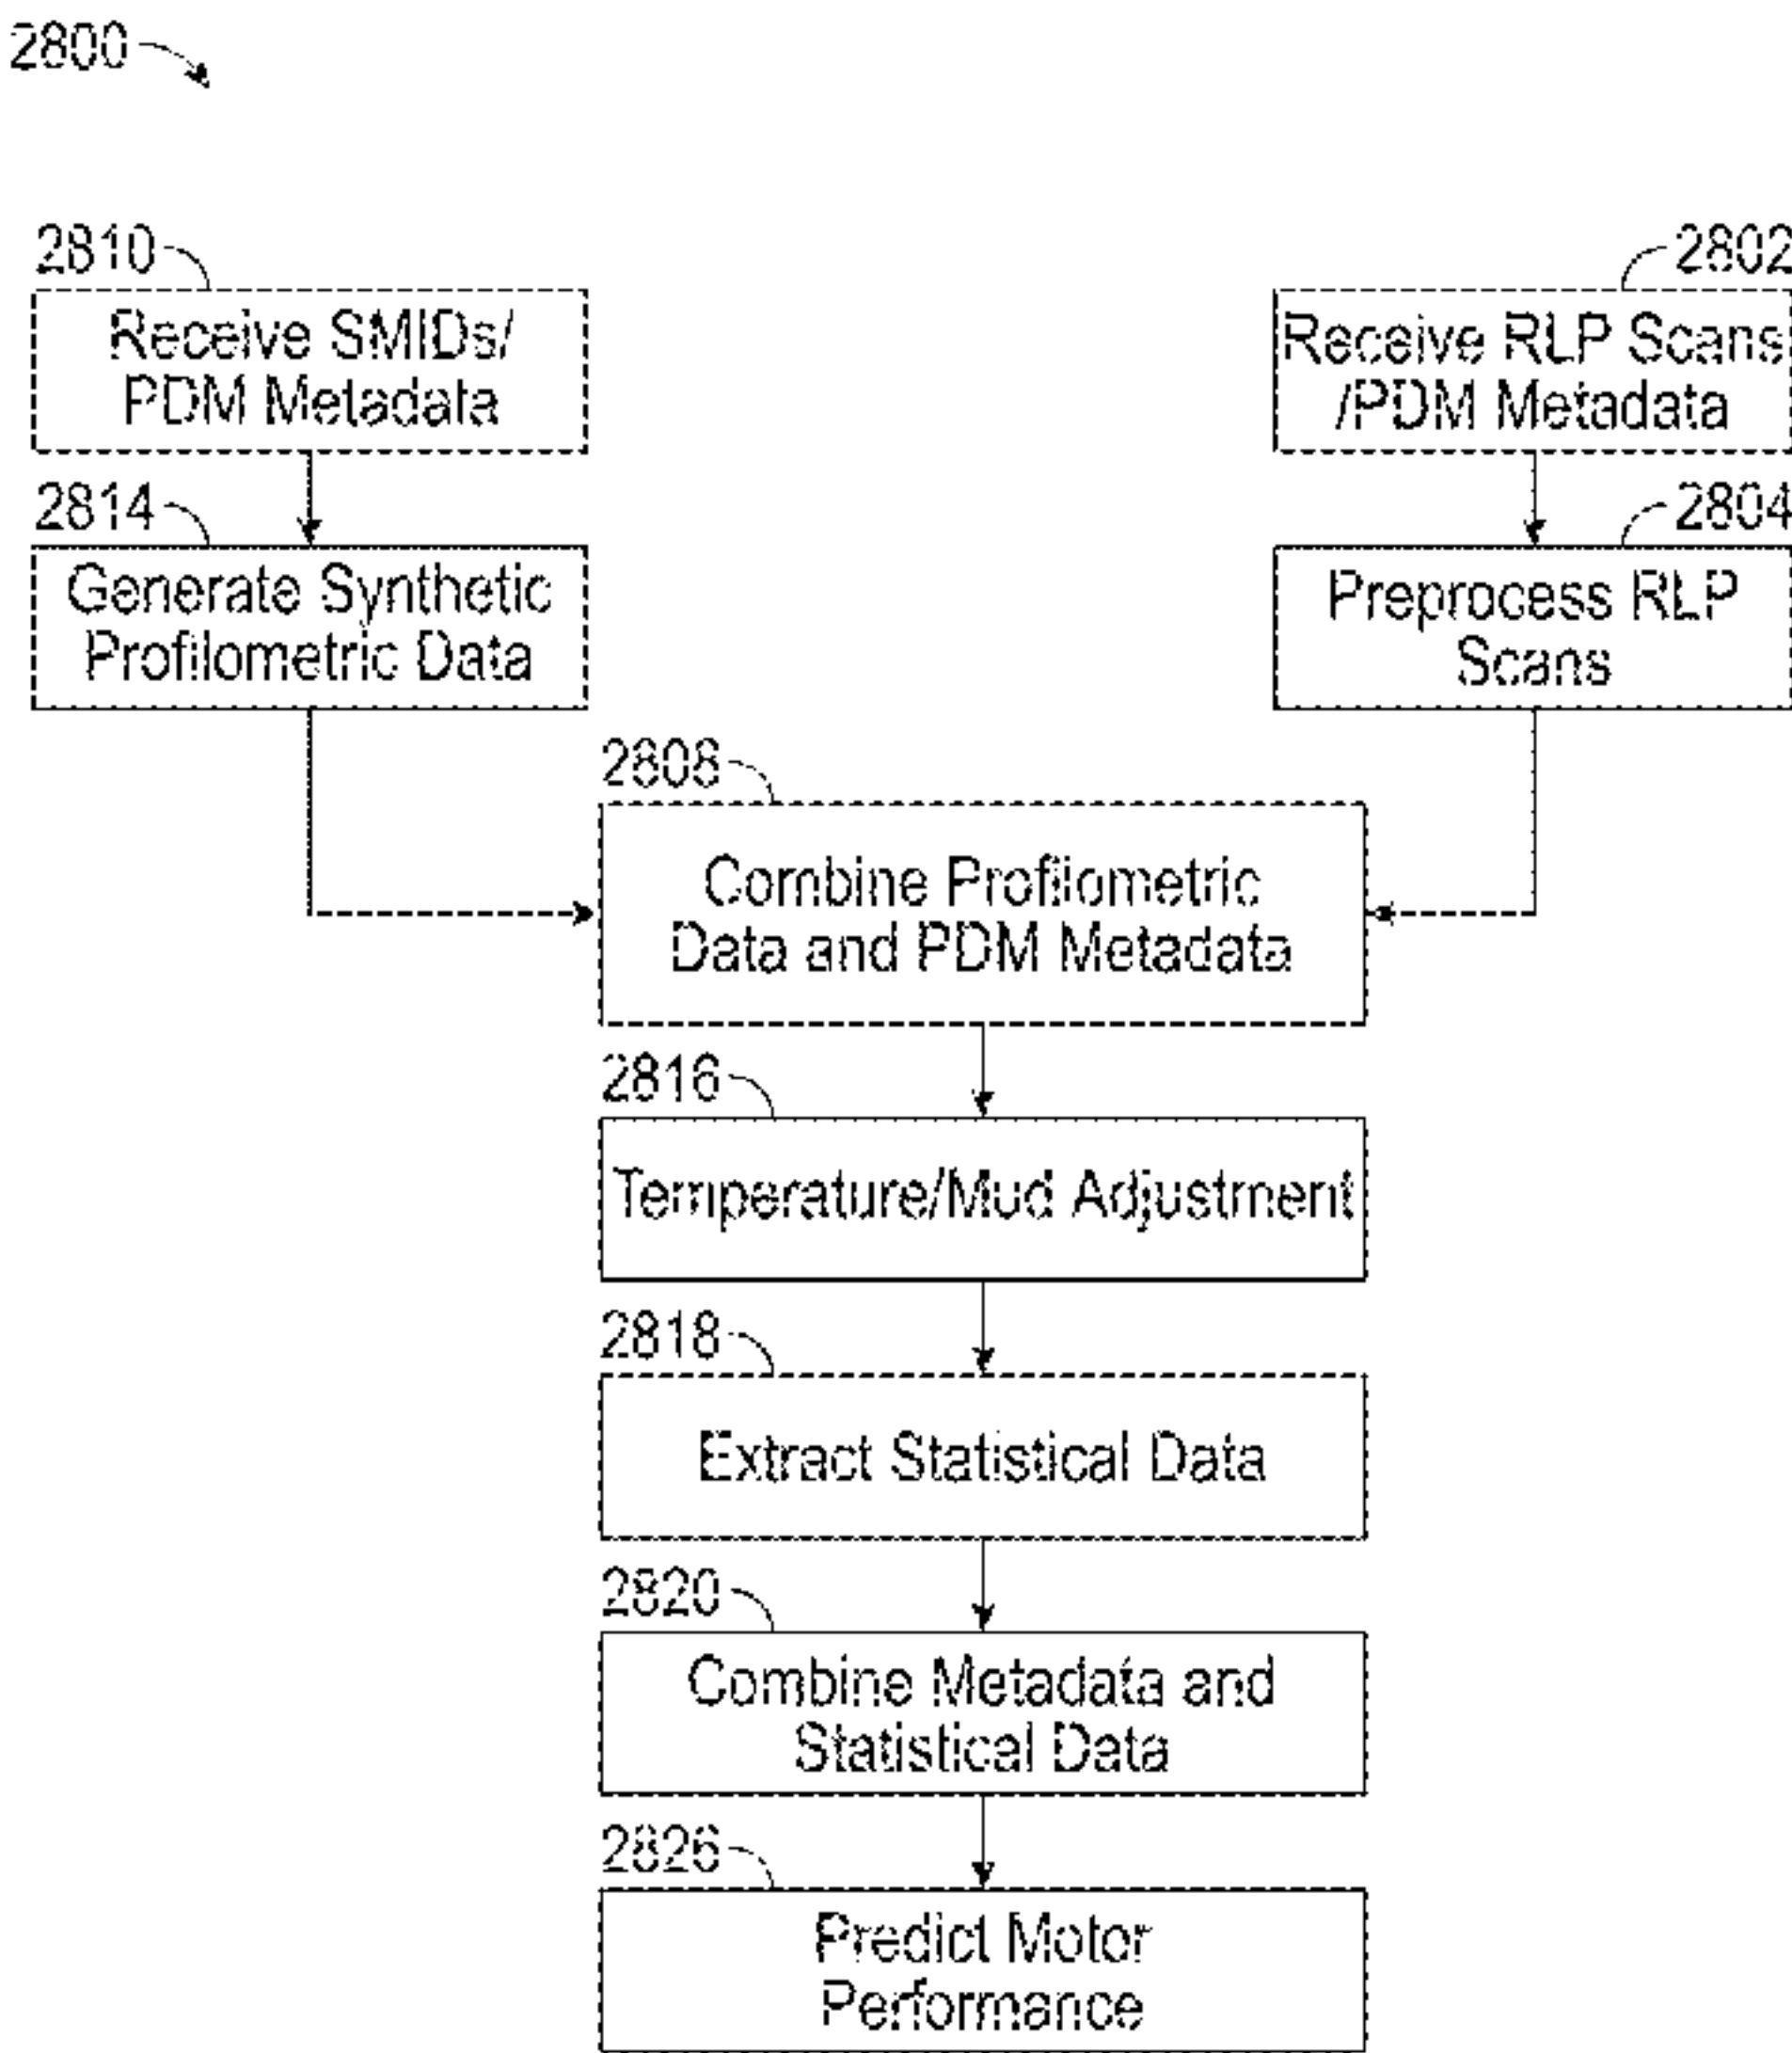 2800
2810
Receive SMIDs/
PDM Metadata
2802
Receive RLP Scans
/PDM Metadata
2814
Generate Synthetic
Profilometric Data
2804
Preprocess RLP
Scans
2808
Combine Profilometric
Data and PDM Metadata
2816
Temperature/Mud Adjustment
2818
Extract Statistical Data
2820
Combine Metadata and
Statistical Data
2826
Predict Motor
Performance